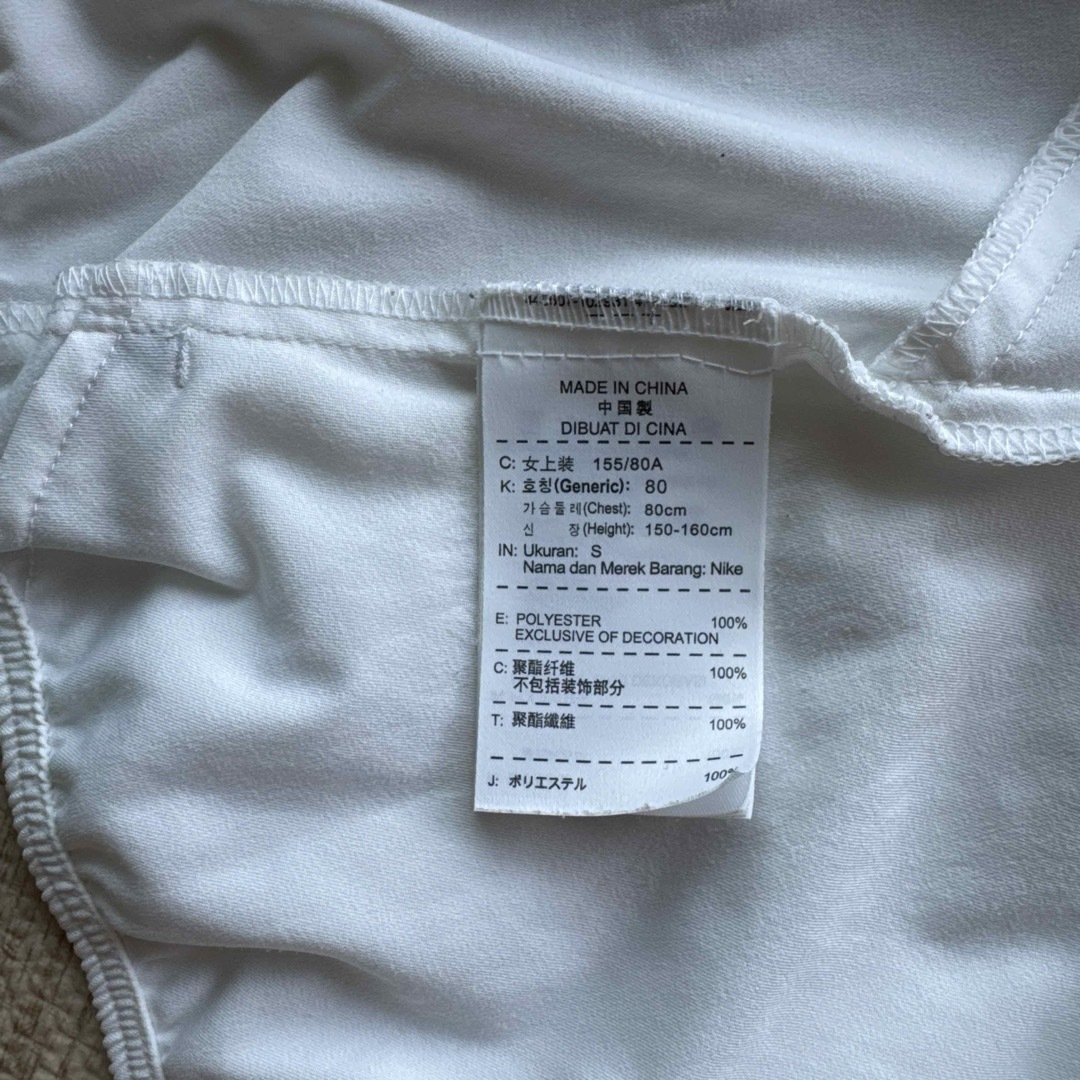 MADE IN CHINA
中国製
DIBUAT DI CINA
C: 女上装 155/80A
K: 호칭(Generic): 80
가슴둘레(Chest): 80cm
신 장(Height): 150-160cm
IN: Ukuran: S
Nama dan Merek Barang: Nike
E: POLYESTER 100%
EXCLUSIVE OF DECORATION
C: 聚酯纤维 100%
不包括装饰部分
T: 聚酯纖維 100%
J: ポリエステル 100%